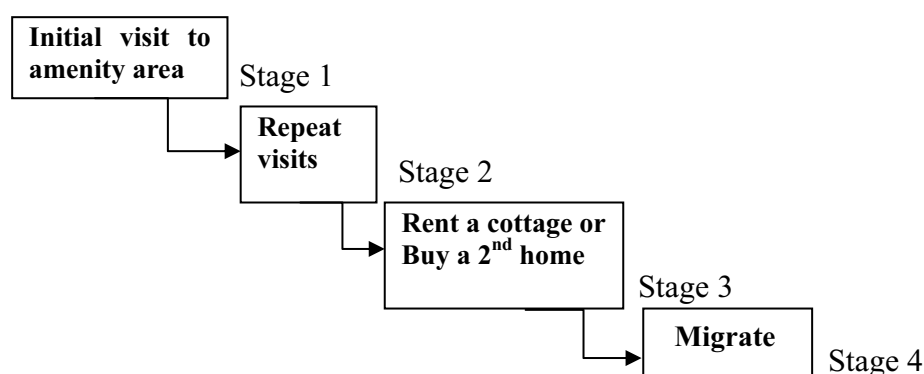 Initial visit to
amenity area
Stage 1
Repeat
visits
Stage 2
Rent a cottage or
Buy a 2nd home
Stage 3
Migrate
Stage 4